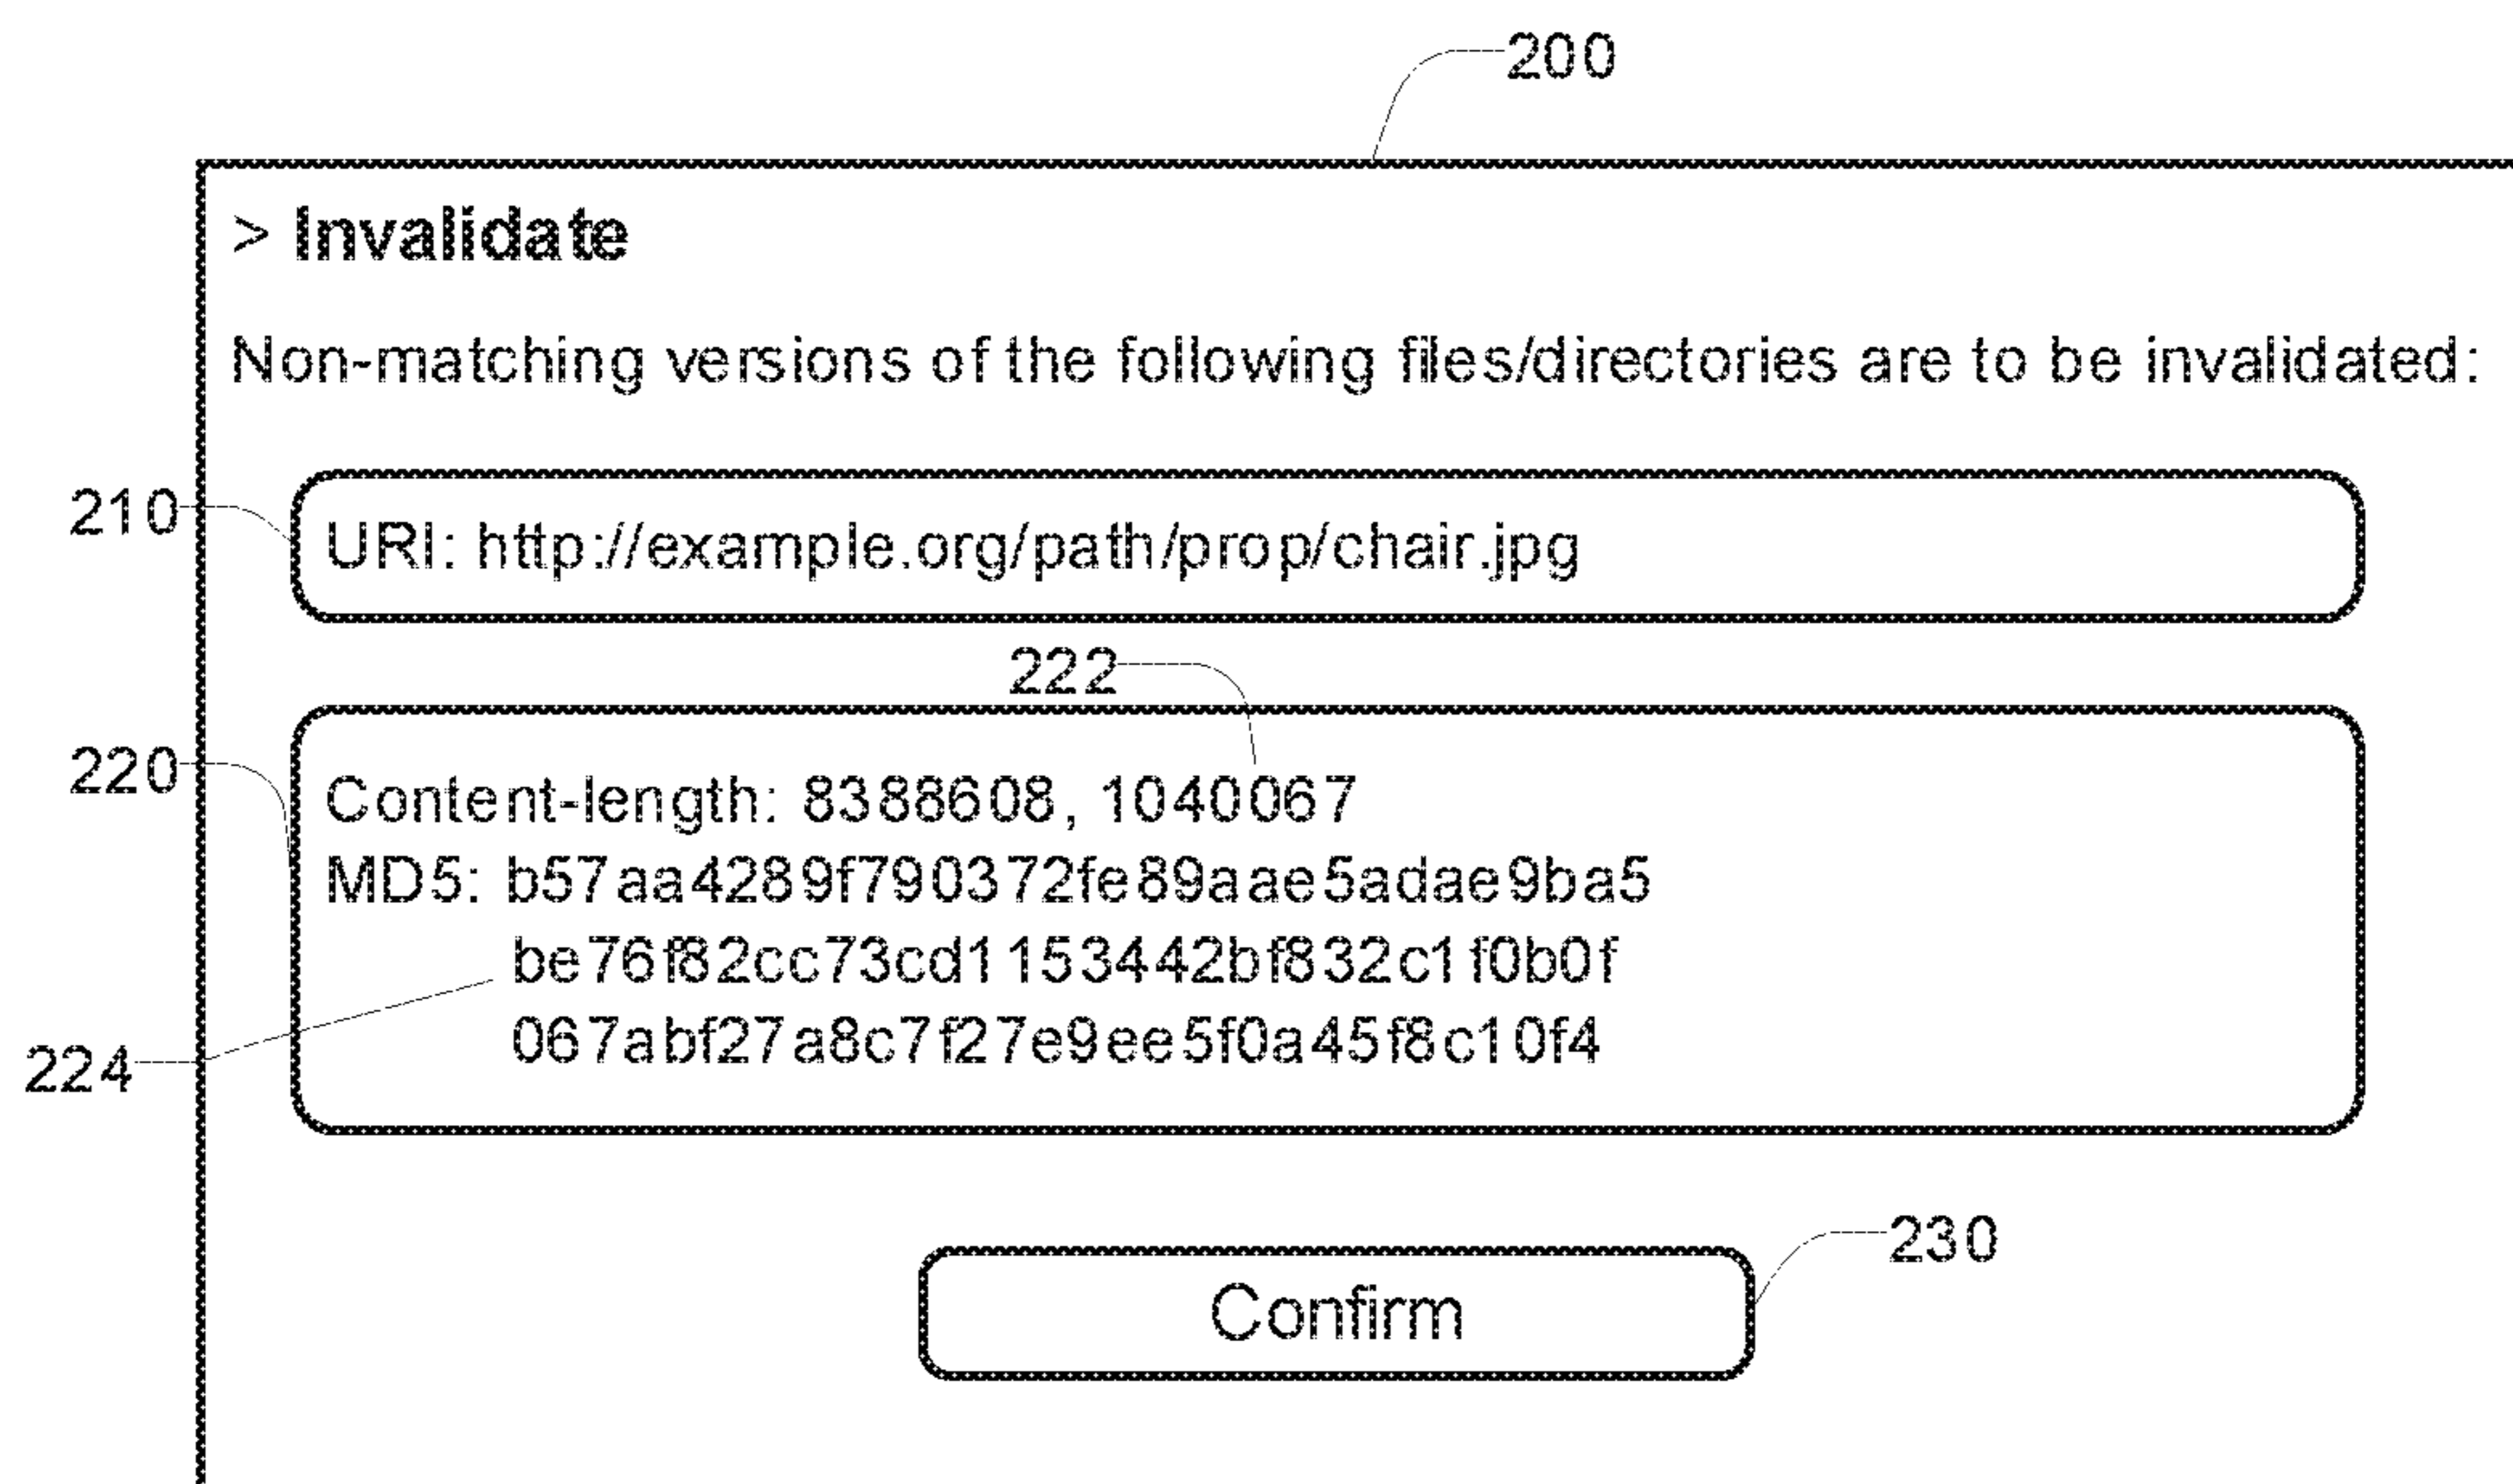 200
> Invalidate
Non-matching versions of the following files/directories are to be invalidated:
210
URI: http://example.org/path/prop/chair.jpg
222
220
Content-length: 8388608, 1040067
MD5: b57aa4289f790372fe89aae5adae9ba5
be76f82cc73cd1153442bf832c1f0b0f
067abf27a8c7f27e9ee5f0a45f8c10f4
224
230
Confirm